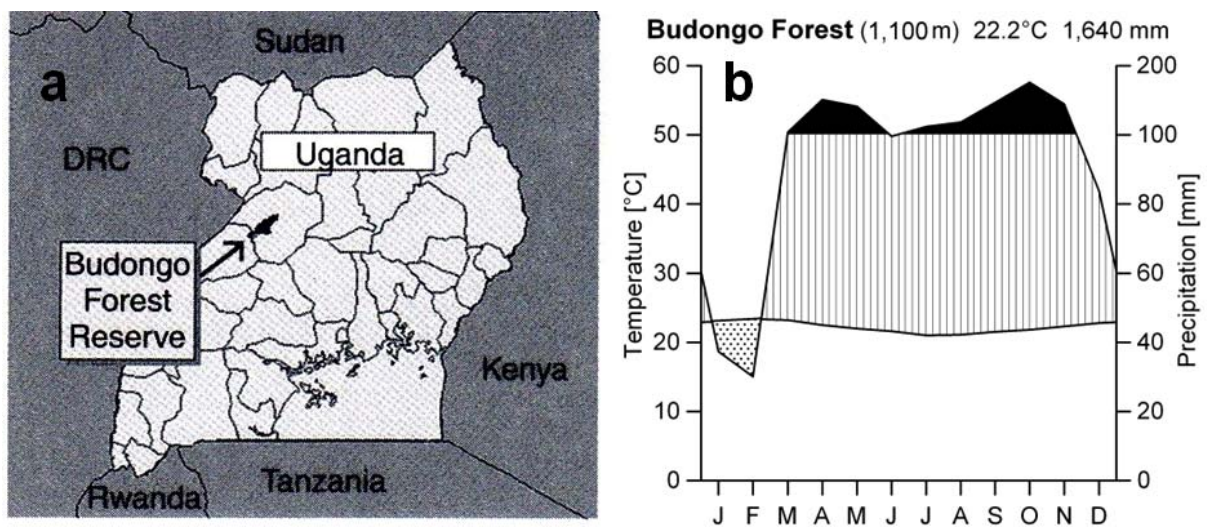 a
Sudan
DRC
Uganda
Budongo
Forest
Reserve
Kenya
Tanzania
Rwanda
Budongo Forest (1,100 m) 22.2°C 1,640 mm
b
Temperature [°C]
60
50
40
30
20
10
0
Precipitation [mm]
200
100
80
60
40
20
0
J F M A M J J A S O N D